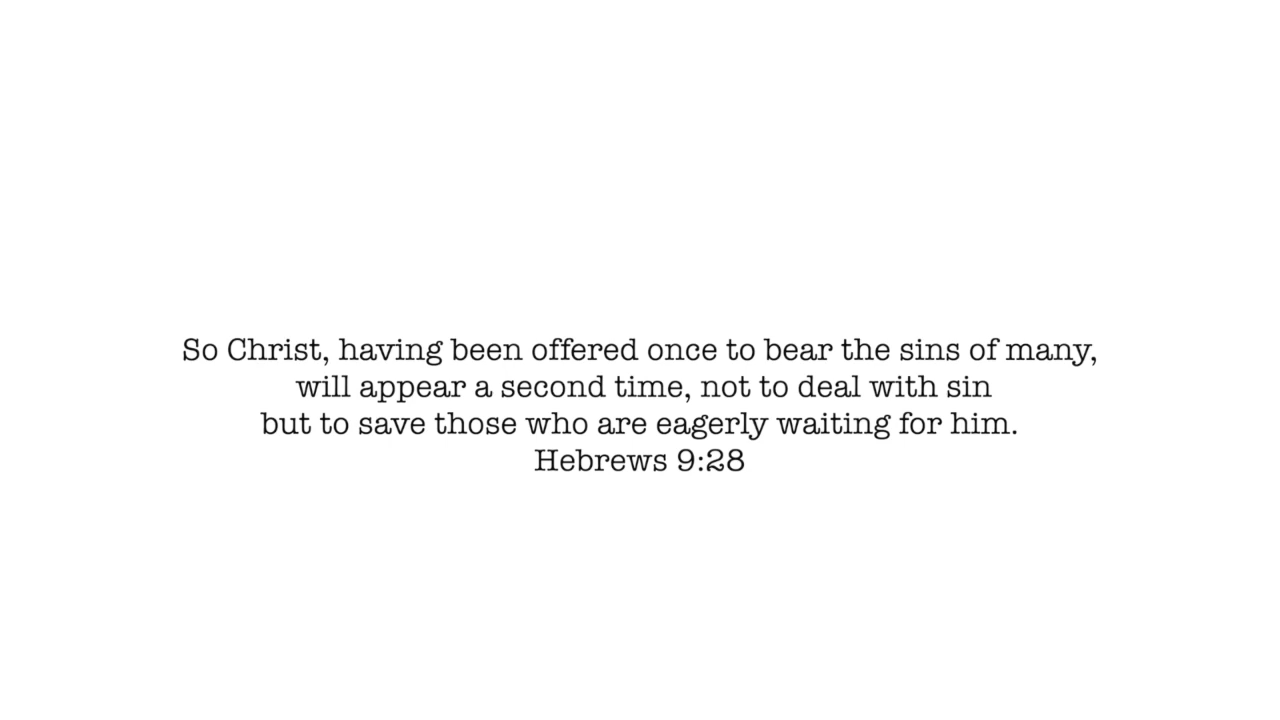 So Christ, having been offered once to bear the sins of many,
will appear a second time, not to deal with sin
but to save those who are eagerly waiting for him.
Hebrews 9:28